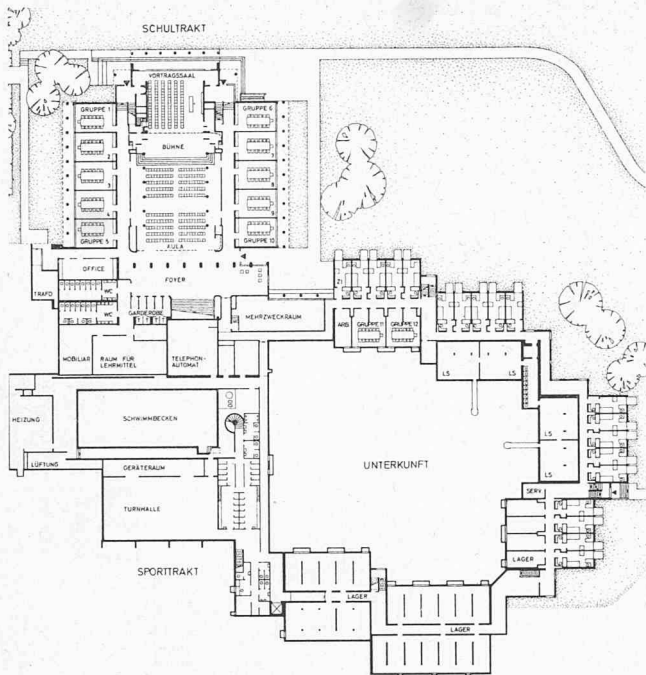 SCHULTRAKT
VORTRAGSSAAL
GRUPPE 1
GRUPPE 6
BÜHNE
2
7
3
8
4
9
GRUPPE 5
GRUPPE 10
AULA
OFFICE
FOYER
TRAFO
WC
WC
GARDEROBE
MEHRZWECKRAUM
ARB.
GRUPPE 11
GRUPPE 12
MOBILIAR
RAUM FÜR
LEHRMITTEL
TELEPHON-
AUTOMAT
LS
LS
HEIZUNG
SCHWIMMBECKEN
LS
LÜFTUNG
GERÄTERAUM
UNTERKUNFT
LS
SERV.
TURNHALLE
LAGER
SPORTTRAKT
LAGER
LAGER